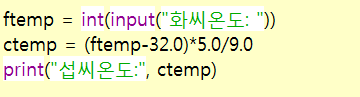 ftemp = int(input("화씨온도: "))
ctemp = (ftemp-32.0)*5.0/9.0
print("섭씨온도:", ctemp)